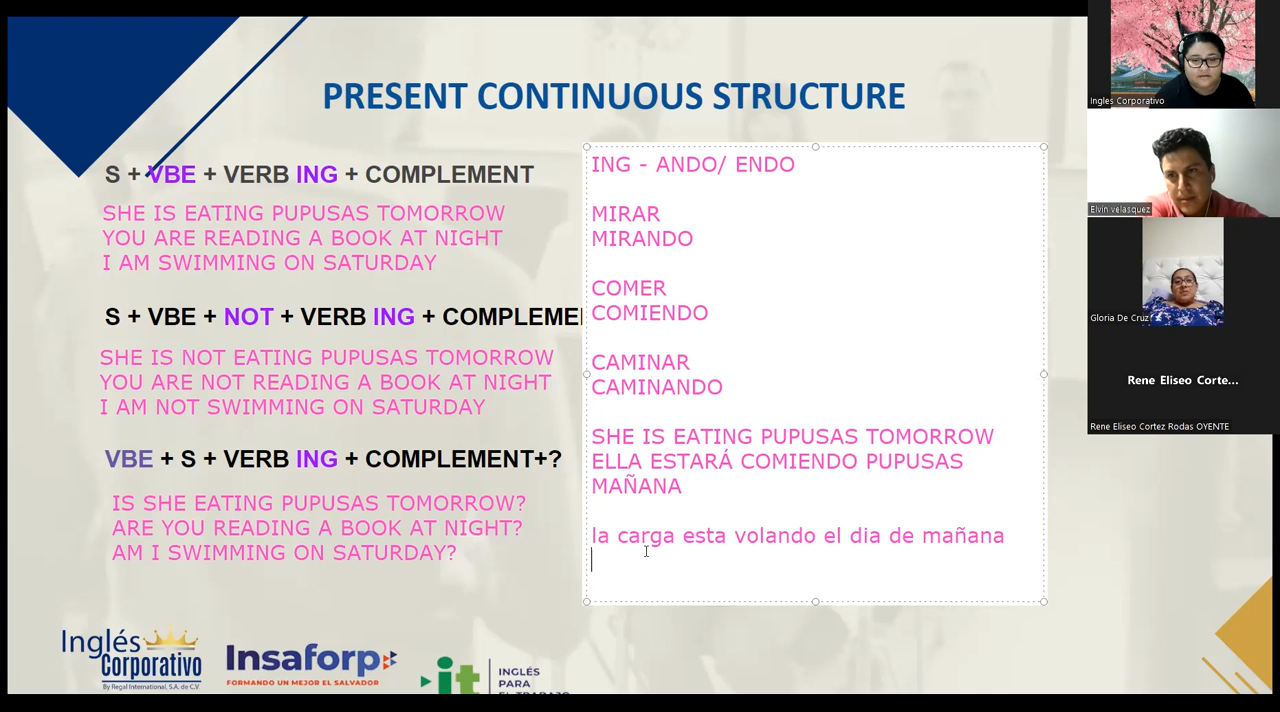 PRESENT CONTINUOUS STRUCTURE
S + VBE + VERB ING + COMPLEMENT
SHE IS EATING PUPUSAS TOMORROW
YOU ARE READING A BOOK AT NIGHT
I AM SWIMMING ON SATURDAY
S + VBE + NOT + VERB ING + COMPLEME
SHE IS NOT EATING PUPUSAS TOMORROW
YOU ARE NOT READING A BOOK AT NIGHT
I AM NOT SWIMMING ON SATURDAY
VBE + S + VERB ING + COMPLEMENT+?
IS SHE EATING PUPUSAS TOMORROW?
ARE YOU READING A BOOK AT NIGHT?
AM I SWIMMING ON SATURDAY?
ING - ANDO/ ENDO
MIRAR
MIRANDO
COMER
COMIENDO
CAMINAR
CAMINANDO
SHE IS EATING PUPUSAS TOMORROW
ELLA ESTARÁ COMIENDO PUPUSAS
MAÑANA
la carga esta volando el dia de mañana
Inglés
Corporativo
By Regal International, S.A. de C.V.
Insaforp
FORMANDO UN MEJOR EL SALVADOR
it
INGLÉS
PARA
EL TRABAJO
Ingles Corporativo
Elvin velasquez
Gloria De Cruz
Rene Eliseo Corte...
Rene Eliseo Cortez Rodas OYENTE